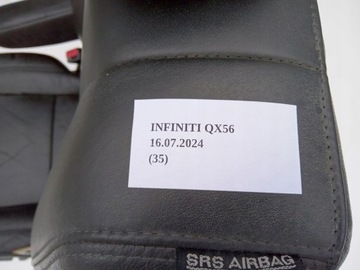 INFINITI QX56
16.07.2024
(35)
SRS AIRBAG